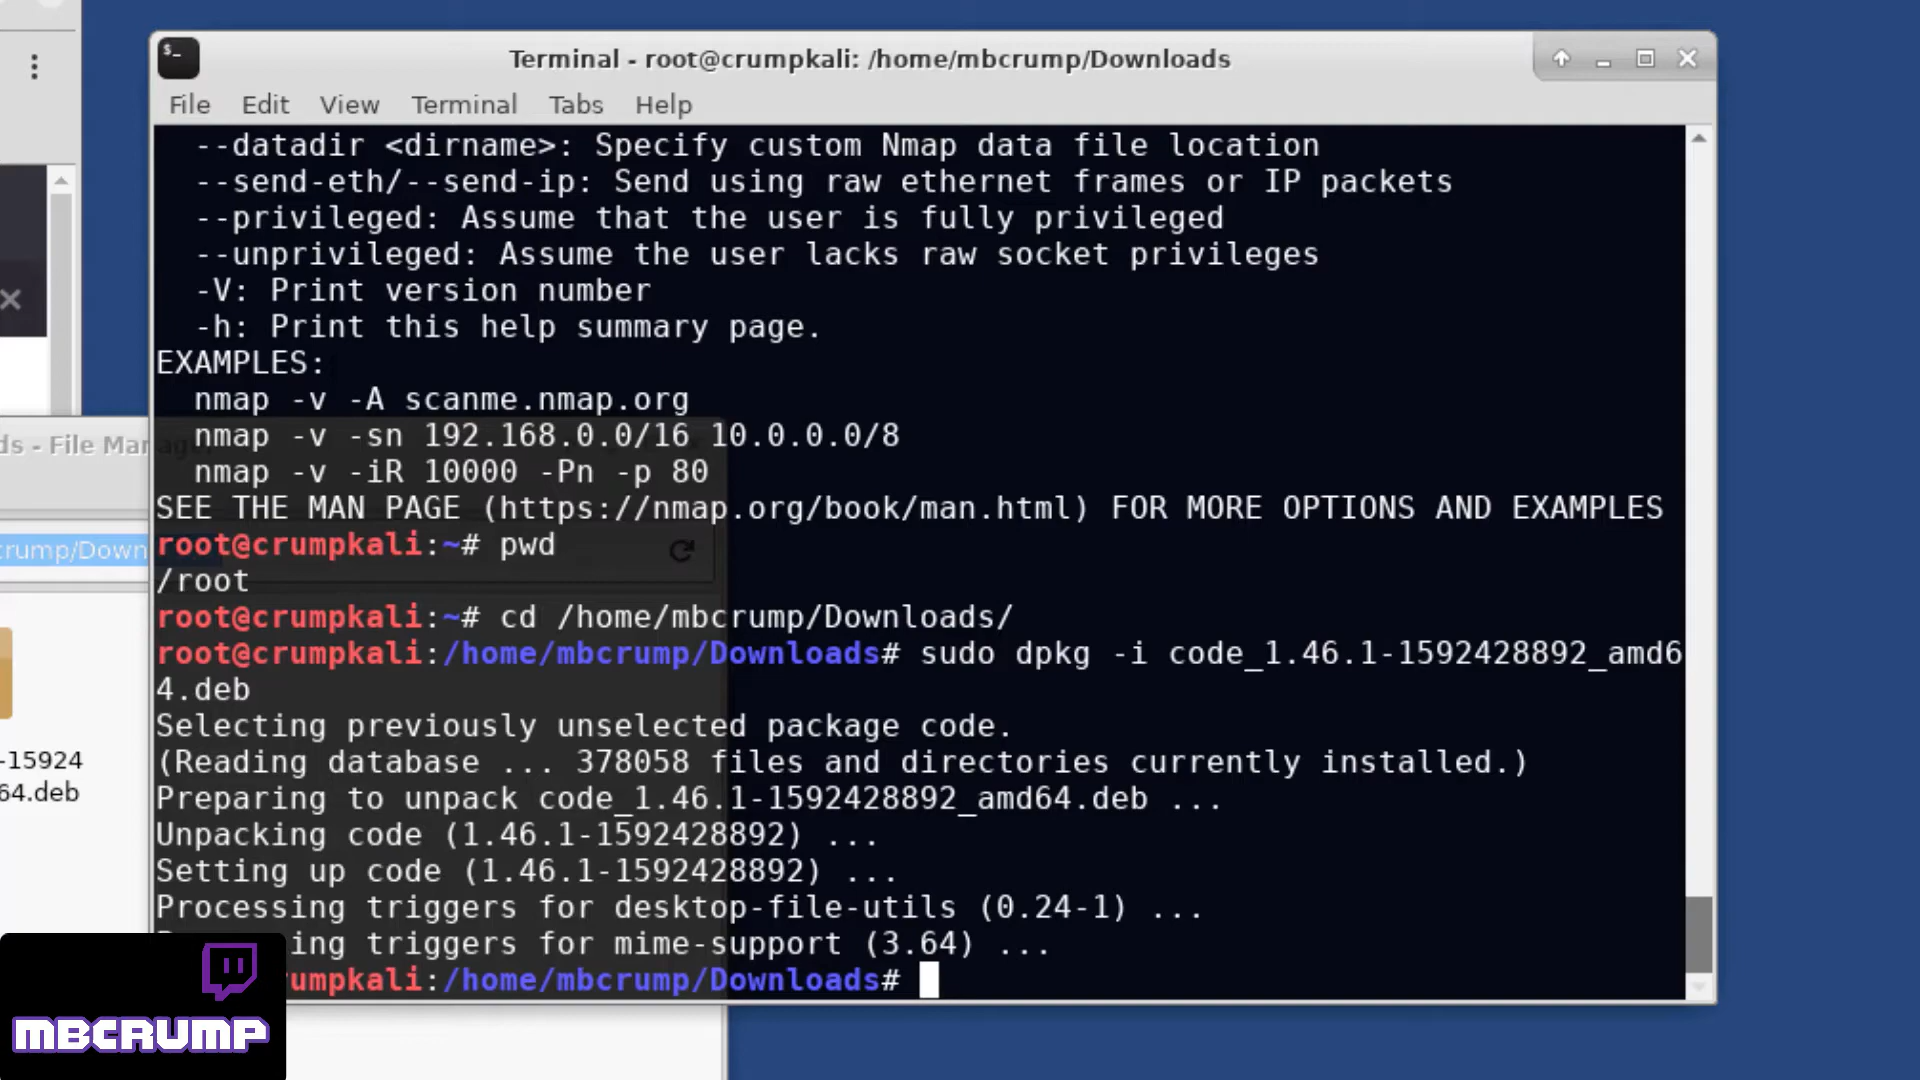 Terminal - root@crumpkali: /home/mbcrump/Downloads
File Edit View Terminal Tabs Help
--datadir <dirname>: Specify custom Nmap data file location
--send-eth/--send-ip: Send using raw ethernet frames or IP packets
--privileged: Assume that the user is fully privileged
--unprivileged: Assume the user lacks raw socket privileges
-V: Print version number
-h: Print this help summary page.
EXAMPLES:
nmap -v -A scanme.nmap.org
nmap -v -sn 192.168.0.0/16 10.0.0.0/8
nmap -v -iR 10000 -Pn -p 80
SEE THE MAN PAGE (https://nmap.org/book/man.html) FOR MORE OPTIONS AND EXAMPLES
root@crumpkali:~# pwd
/root
root@crumpkali:~# cd /home/mbcrump/Downloads/
root@crumpkali:/home/mbcrump/Downloads# sudo dpkg -i code_1.46.1-1592428892_amd6
4.deb
Selecting previously unselected package code.
(Reading database ... 378058 files and directories currently installed.)
Preparing to unpack code_1.46.1-1592428892_amd64.deb ...
Unpacking code (1.46.1-1592428892) ...
Setting up code (1.46.1-1592428892) ...
Processing triggers for desktop-file-utils (0.24-1) ...
ing triggers for mime-support (3.64) ...
umpkali:/home/mbcrump/Downloads#
ds - File Manager
crump/Down
-15924
64.deb
MBCRUMP